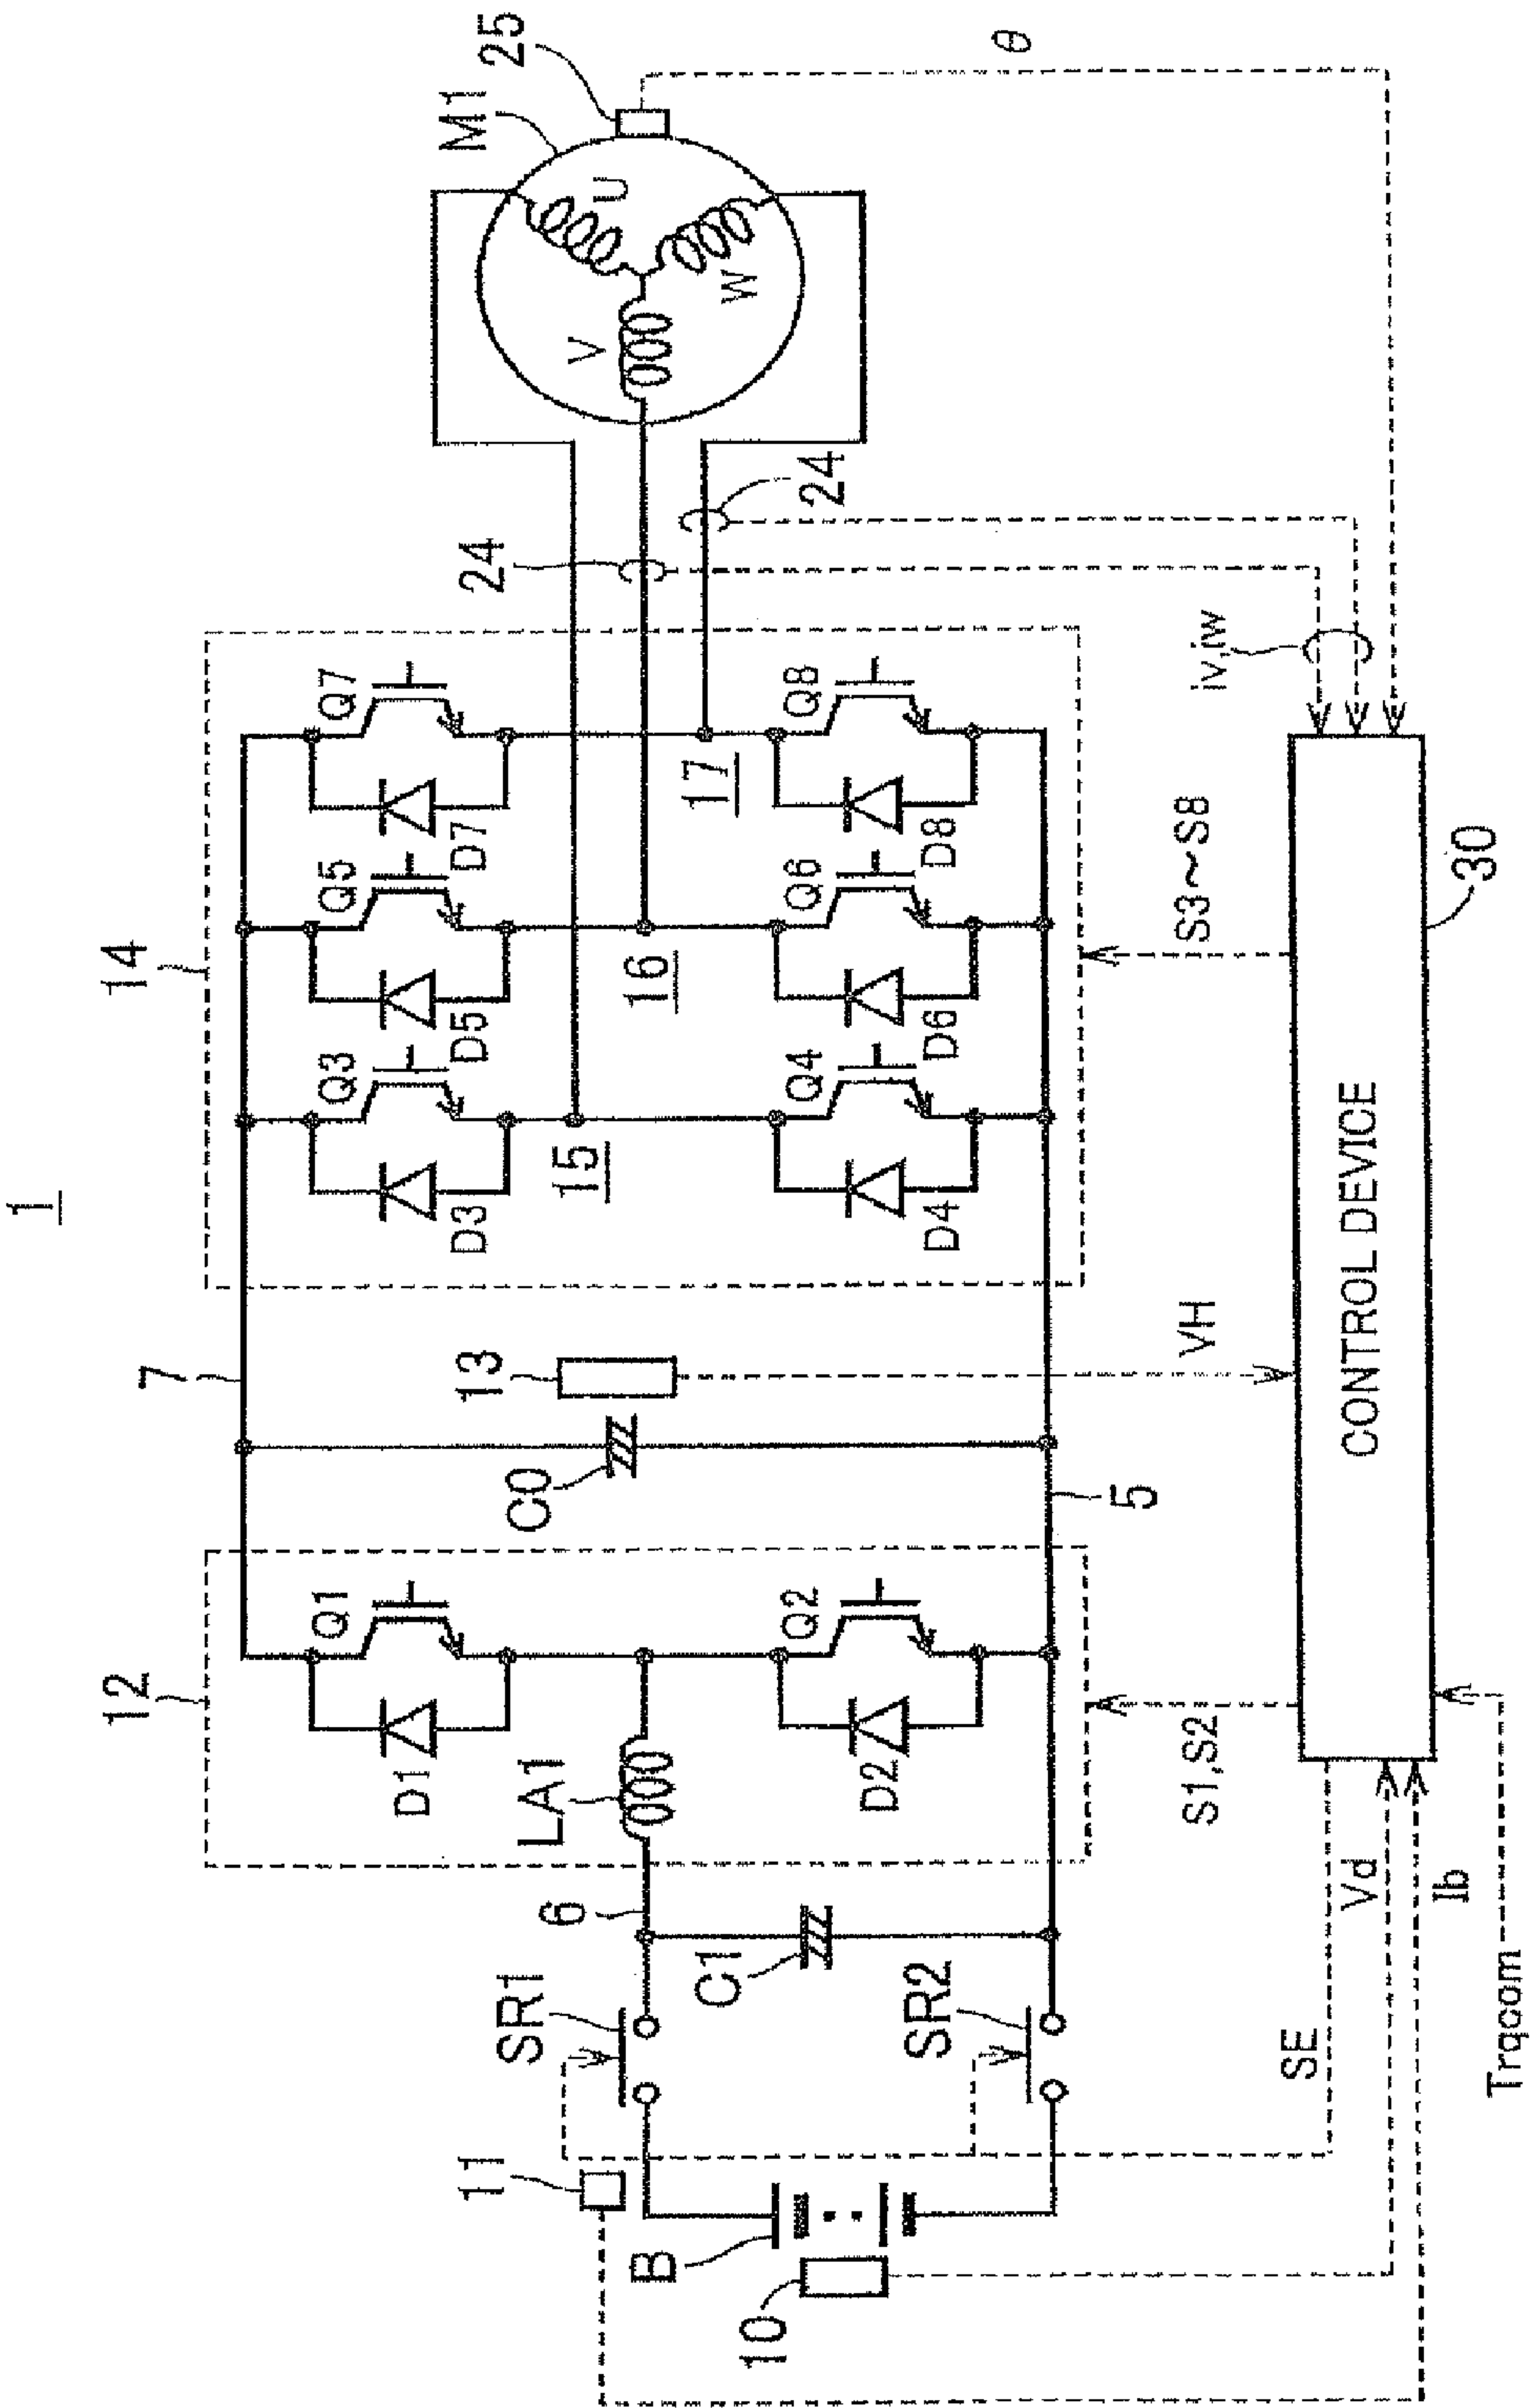 1
12
7
14
Q1
D1
LA1
Q2
D2
C0
13
Q3
D3
Q5
D5
Q7
D7
15
16
17
Q4
D4
Q6
D6
Q8
D8
24
24
M1
U
V
W
25
θ
11
SR1
6
B
10
C1
SR2
5
SE
Vd
Ib
S1,S2
VH
S3~S8
iv,iw
Trqcom
CONTROL DEVICE
30